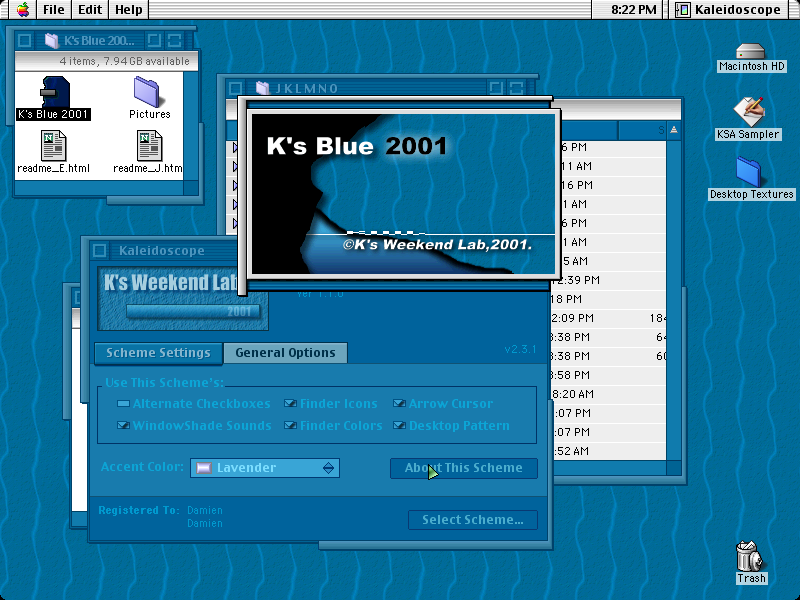 File Edit Help
8:22 PM
Kaleidoscope
K's Blue 200...
4 items, 7.94 GB available
K's Blue 2001
Pictures
readme_E.html
readme_J.htm
JKLMNO
S
6 PM
11 AM
16 PM
1 AM
6 PM
1 AM
5 AM
2:39 PM
18 PM
2:09 PM 184
3:38 PM 64
3:38 PM 60
3:58 PM
8:20 AM
:07 PM
:07 PM
:52 AM
K's Blue 2001
©K's Weekend Lab,2001.
Kaleidoscope
K's Weekend Lab
2001
ver 1.1.0
v2.3.1
Scheme Settings
General Options
Use This Scheme's:
Alternate Checkboxes
Finder Icons
Arrow Cursor
WindowShade Sounds
Finder Colors
Desktop Pattern
Accent Color:
Lavender
About This Scheme
Registered To: Damien
Damien
Select Scheme...
Macintosh HD
KSA Sampler
Desktop Textures
Trash